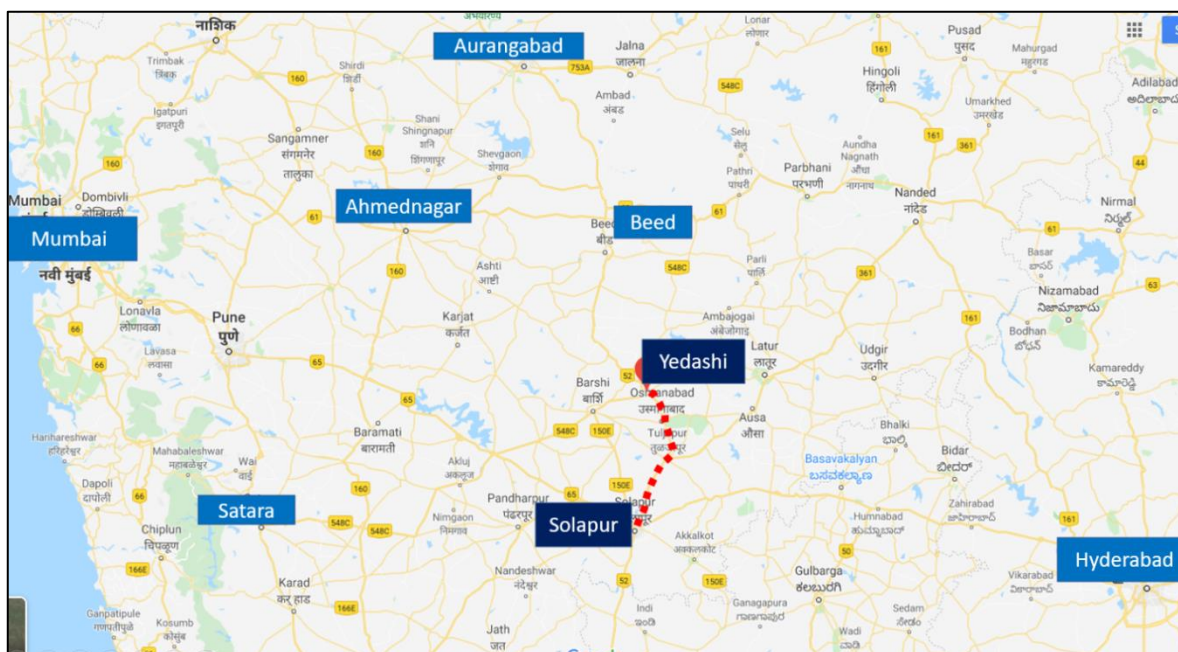 नाशिक
Aurangabad
Jalna
जालना
Lonar
लोणार
Pusad
पुसद
Mahurgad
माहुरगड
Trimbak
त्रिंबक
Shirdi
शिर्डी
160
753A
161
Hingoli
हिंगोली
Adilabad
Igatpuri
इगतपुरी
Ambad
अंबड
548C
Umarkhed
उमरखेड
Sangamner
संगमनेर
तालुका
160
Shani
Shingnapur
शनि
शिंगणापूर
Shevgaon
शेवगाव
Selu
सेलू
Aundha
Nagnath
औंढा
नागनाथ
161
361
44
160
Pathri
पाथरी
Parbhani
परभणी
Mumbai
Dombivli
डोंबिवली
Mumbai
नवी मुंबई
Ahmednagar
61
160
Beed
Beed
बीड
61
548C
Nanded
नांदेड
Nirmal
61
Basar
Parli
पार्ली
361
Ashti
आष्टी
Nizamabad
63
Lonavla
लोणावळा
Pune
पुणे
Karjat
कर्जत
Ambajogai
अंबेजोगाई
161
Bodhan
66
Lavasa
लवासा
66
65
Yedashi
52
Latur
लातूर
Udgir
उदगीर
Kamareddy
Barshi
बार्शि
Osmanabad
उस्मानाबाद
65
Baramati
बारामती
548C
150E
Ausa
औसा
Tuljapur
Bhalki
Bidar
Harihareshwar
हरिहरेश्वर
Mahabaleshwar
महाबळेश्वर
Wai
वाई
Akluj
अकलूज
Basavakalyan
Dapoli
दापोली
66
160
Pandharpur
पंढरपूर
65
150E
Solapur
Zahirabad
Satara
548C
548C
Nimgaon
निमगाव
Solapur
Humnabad
161
Chiplun
चिपळूण
Akkalkot
अक्कलकोट
50
Hyderabad
166E
Nandeshwar
नंदेश्वर
52
150E
Gulbarga
ಕಲಬುರಗಿ
Vikarabad
Karad
कर् हाड
166E
Indi
ಇಂಡಿ
Ganagapura
Sedam
ಸೇಡಂ
Ganpatipule
गणपतीपुळे
Kosumb
कोसुंब
Jath
जत
Wadi
ವಾಡಿ